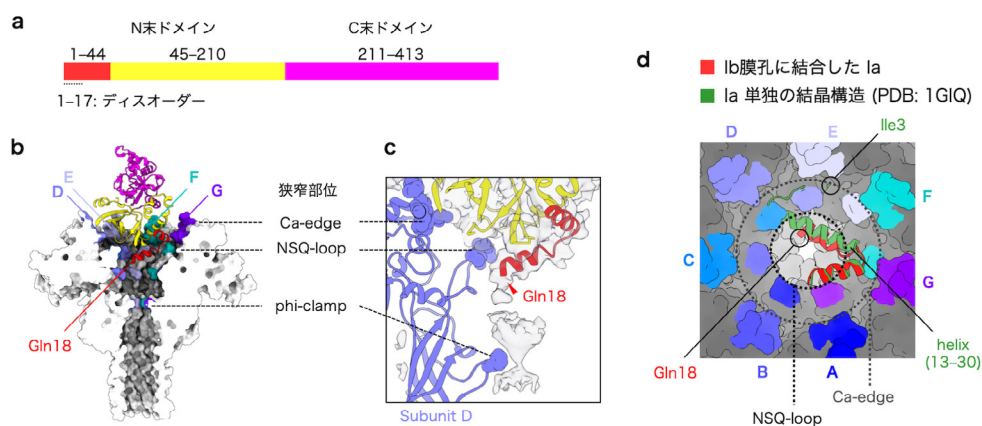 a
N末ドメイン
C末ドメイン
1–44
45–210
211–413
1–17: ディスオーダー
b
E
D
F
G
Gln18
狭窄部位
Ca-edge
NSQ-loop
phi-clamp
c
Gln18
Subunit D
d
Ib膜孔に結合した Ia
Ia 単独の結晶構造 (PDB: 1GIQ)
Ile3
D
E
F
C
G
Gln18
B
A
helix
(13–30)
Ca-edge
NSQ-loop